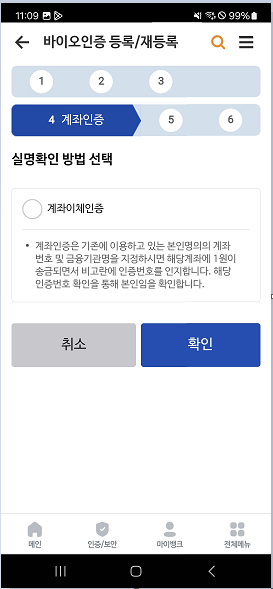 11:09 99%
바이오인증 등록/재등록
1 2 3
4 계좌인증 5 6
실명확인 방법 선택
계좌이체인증
• 계좌인증은 기존에 이용하고 있는 본인명의의 계좌
번호 및 금융기관명을 지정하시면 해당계좌에 1원이
송금되면서 비고란에 인증번호를 인지합니다. 해당
인증번호 확인을 통해 본인임을 확인합니다.
취소 확인
메인 인증/보안 마이뱅크 전체메뉴